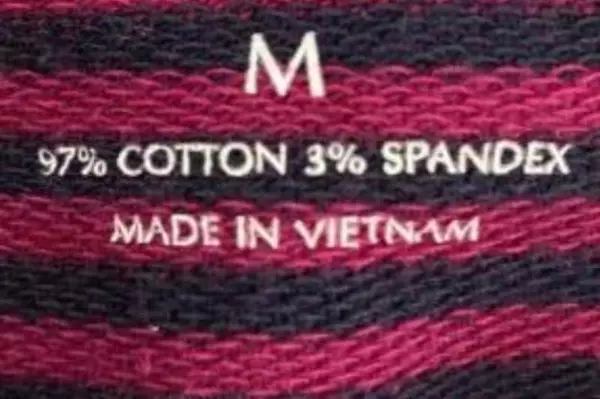 M
97% COTTON 3% SPANDEX
MADE IN VIETNAM